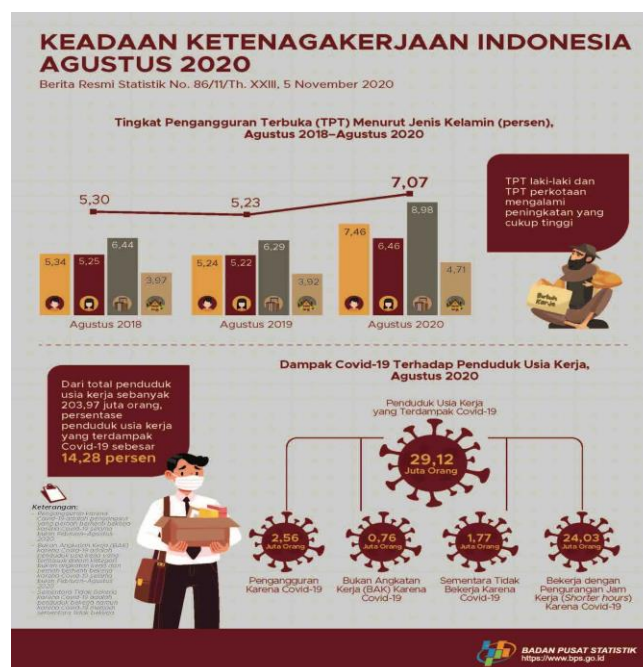 KEADAAN KETENAGAKERJAAN INDONESIA
AGUSTUS 2020
Berita Resmi Statistik No. 86/11/Th. XXIII, 5 November 2020
Tingkat Pengangguran Terbuka (TPT) Menurut Jenis Kelamin (persen),
Agustus 2018–Agustus 2020
5,30
5,23
7,07
5,34
5,25
6,44
3,97
5,24
5,22
6,29
3,92
7,46
6,46
8,98
4,71
Agustus 2018
Agustus 2019
Agustus 2020
TPT laki-laki dan
TPT perkotaan
mengalami
peningkatan yang
cukup tinggi
Butuh
Kerja
Dampak Covid-19 Terhadap Penduduk Usia Kerja,
Agustus 2020
Dari total penduduk
usia kerja sebanyak
203,97 juta orang,
persentase
penduduk usia kerja
yang terdampak
Covid-19 sebesar
14,28 persen
Penduduk Usia Kerja
yang Terdampak Covid-19
29,12
Juta Orang
2,56
Juta Orang
0,76
Juta Orang
1,77
Juta Orang
24,03
Juta Orang
Pengangguran
Karena Covid-19
Bukan Angkatan
Kerja (BAK) Karena
Covid-19
Sementara Tidak
Bekerja Karena
Covid-19
Bekerja dengan
Pengurangan Jam
Kerja (Shorter hours)
Karena Covid-19
Keterangan:
BADAN PUSAT STATISTIK
https://www.bps.go.id